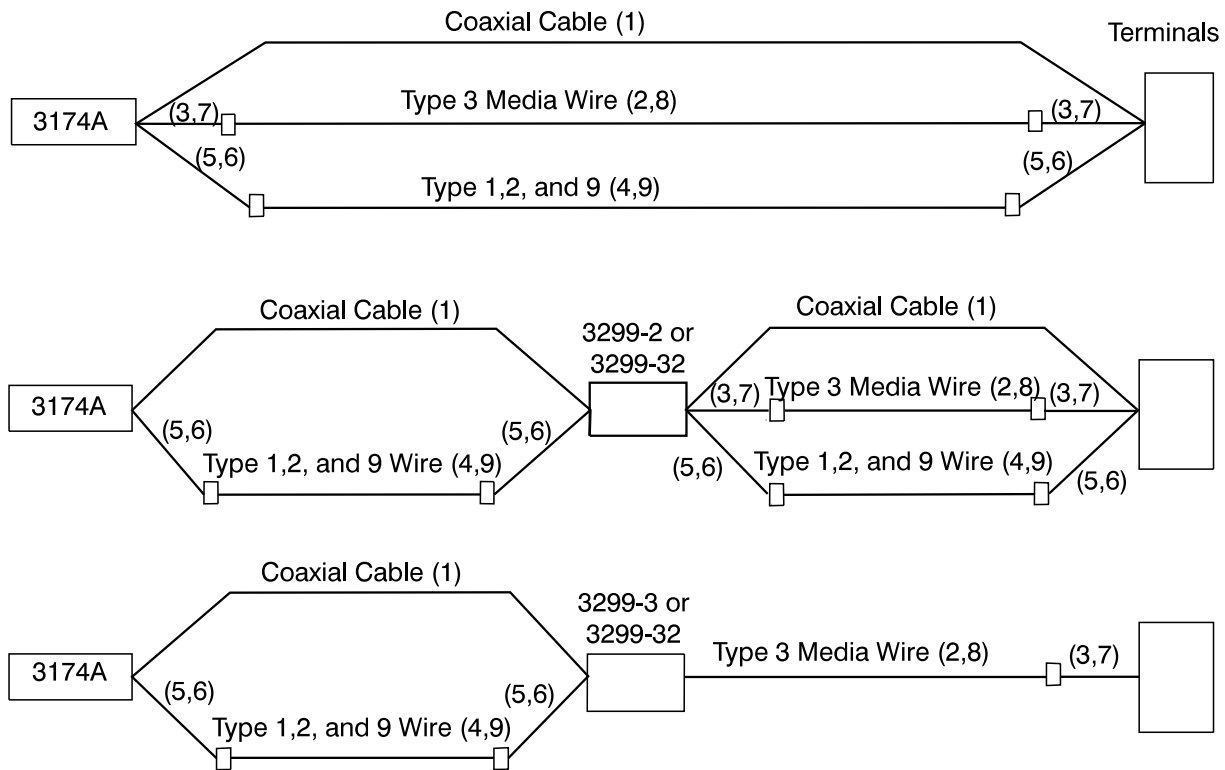 Coaxial Cable (1)
Terminals
3174A
(3,7)
Type 3 Media Wire (2,8)
(3,7)
(5,6)
(5,6)
Type 1,2, and 9 (4,9)
Coaxial Cable (1)
Coaxial Cable (1)
3299-2 or
3299-32
3174A
(3,7)
Type 3 Media Wire (2,8)
(3,7)
(5,6)
(5,6)
Type 1,2, and 9 Wire (4,9)
(5,6)
Type 1,2, and 9 Wire (4,9)
(5,6)
Coaxial Cable (1)
3299-3 or
3299-32
3174A
Type 3 Media Wire (2,8)
(3,7)
(5,6)
(5,6)
Type 1,2, and 9 Wire (4,9)